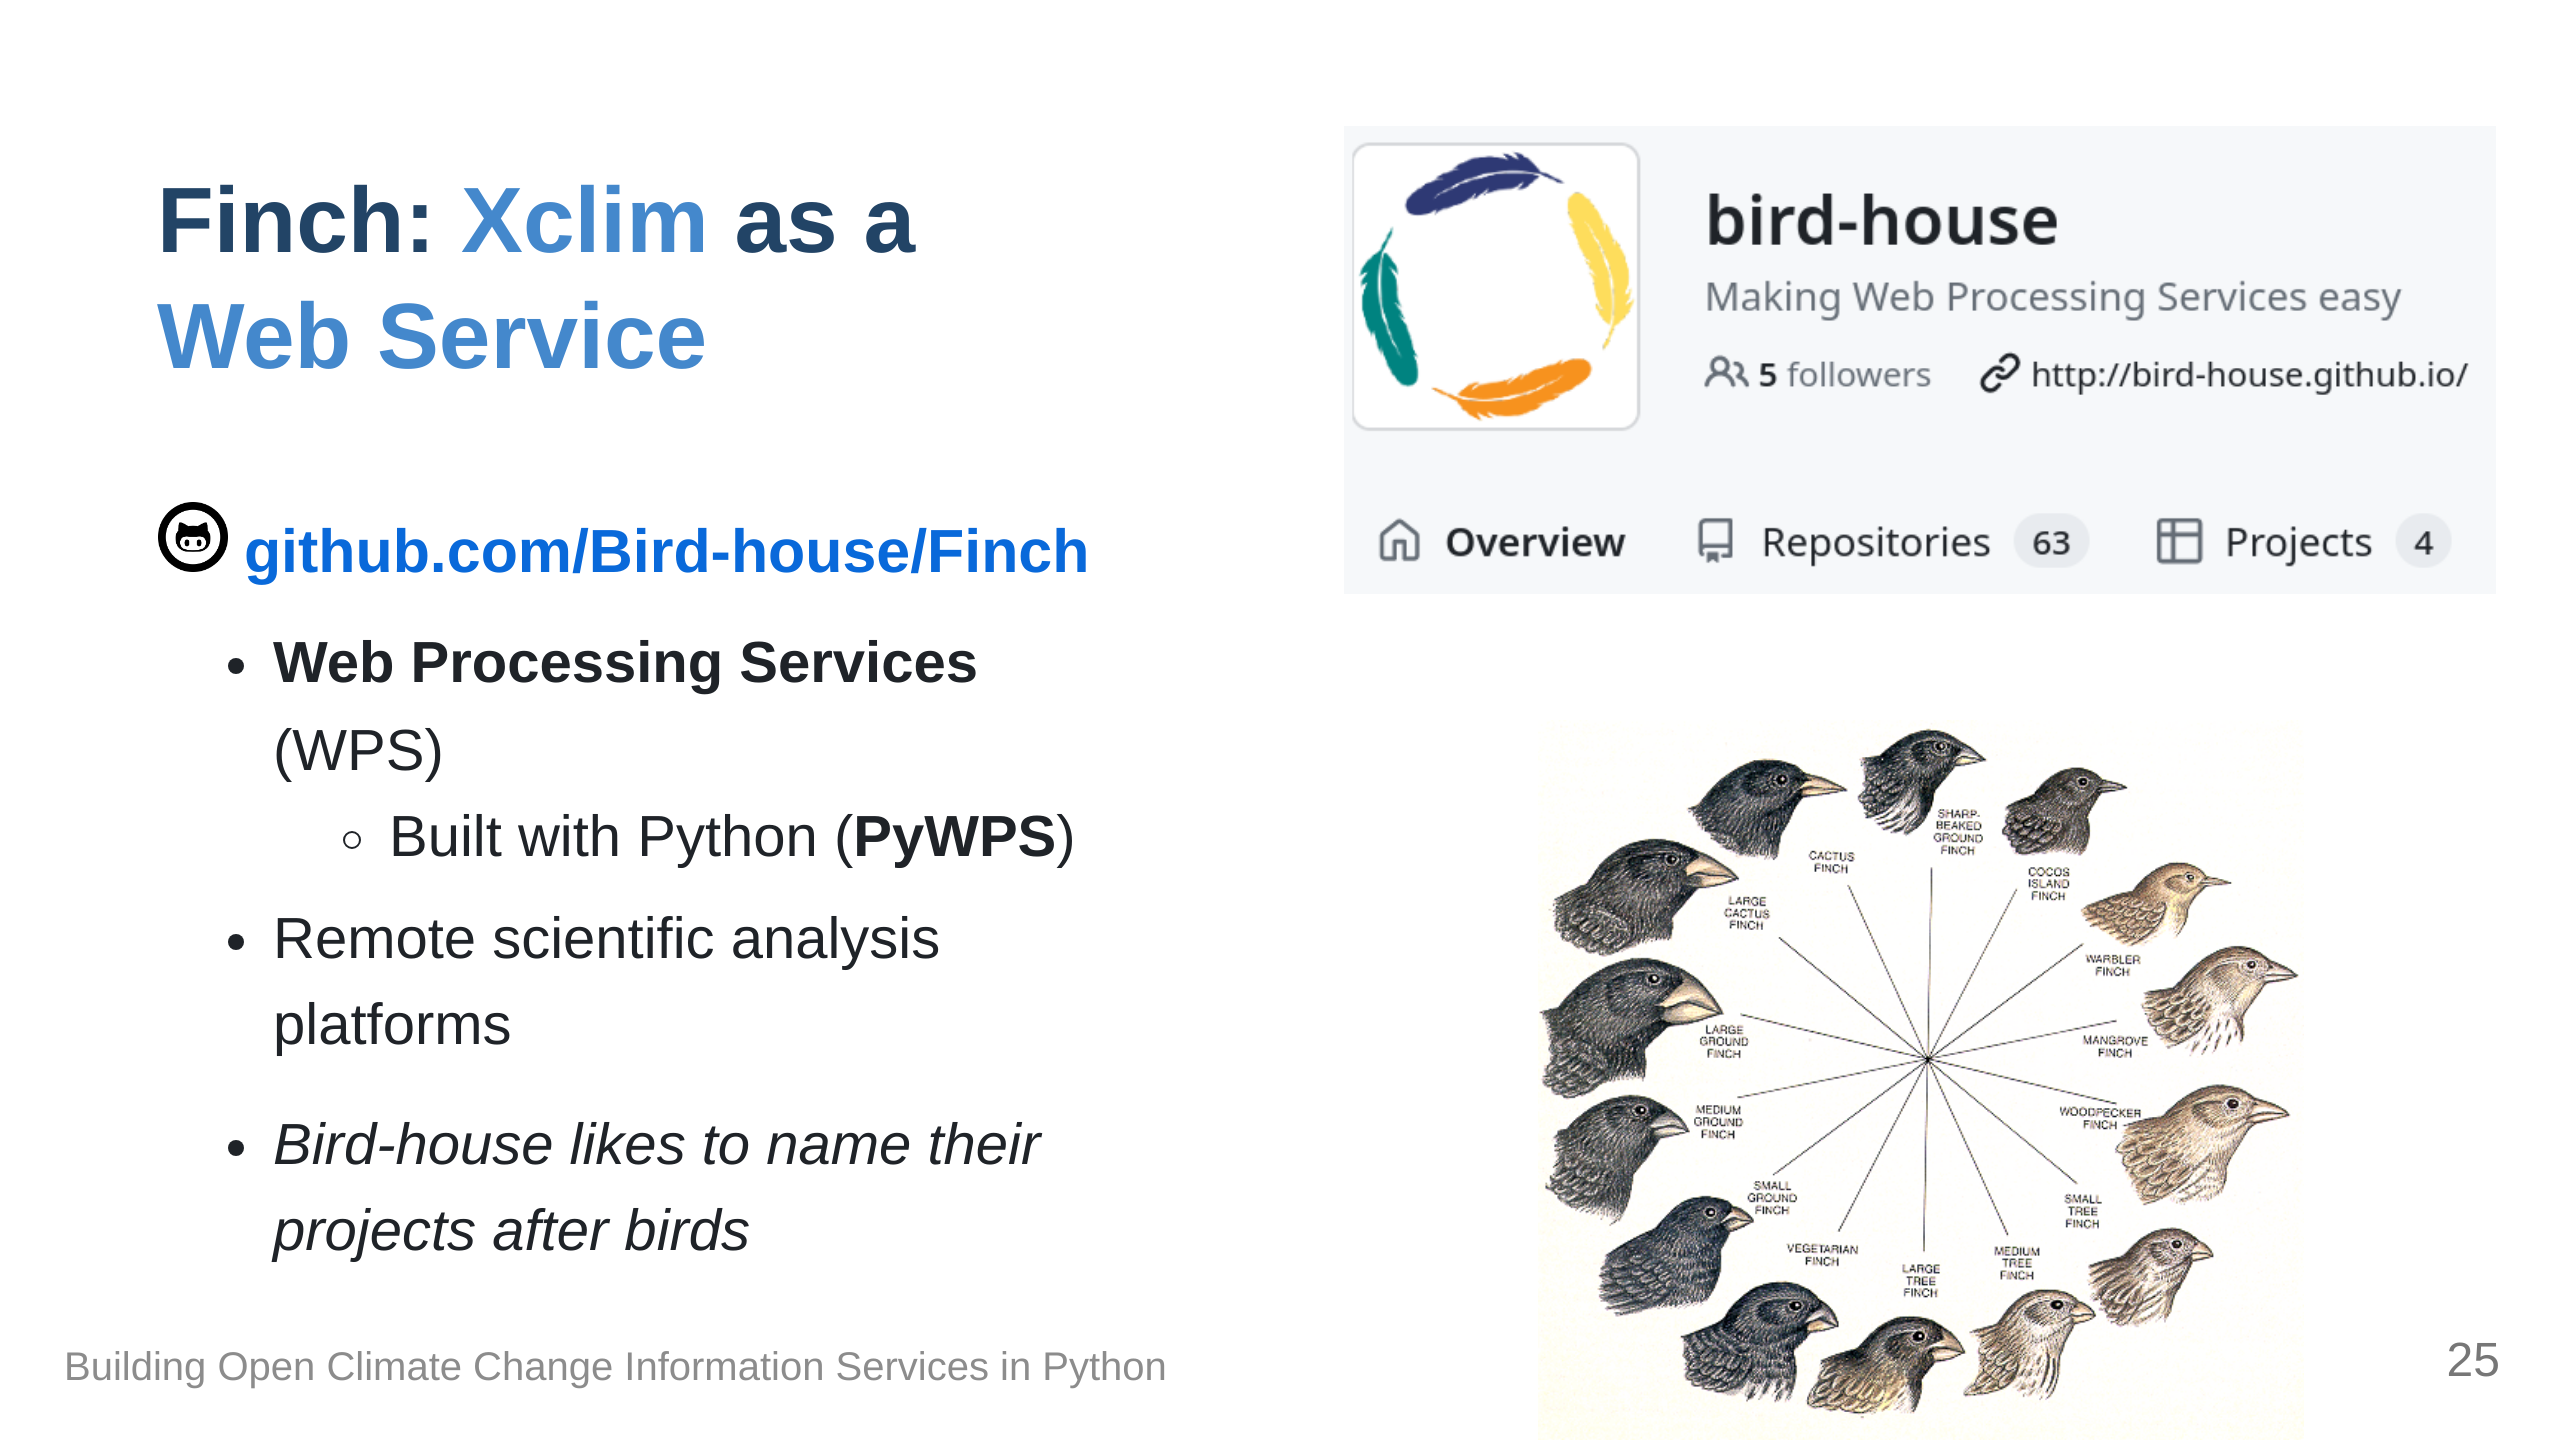 Finch: Xclim as a
Web Service
github.com/Bird-house/Finch
• Web Processing Services
(WPS)
◦ Built with Python (PyWPS)
• Remote scientific analysis
platforms
• Bird-house likes to name their
projects after birds
bird-house
Making Web Processing Services easy
5 followers http://bird-house.github.io/
Overview Repositories 63 Projects 4
SHARP-
BEAKED
GROUND
FINCH
CACTUS
FINCH
COCOS
ISLAND
FINCH
LARGE
CACTUS
FINCH
WARBLER
FINCH
LARGE
GROUND
FINCH
MANGROVE
FINCH
MEDIUM
GROUND
FINCH
WOODPECKER
FINCH
SMALL
GROUND
FINCH
SMALL
TREE
FINCH
VEGETARIAN
FINCH
MEDIUM
TREE
FINCH
LARGE
TREE
FINCH
Building Open Climate Change Information Services in Python
25